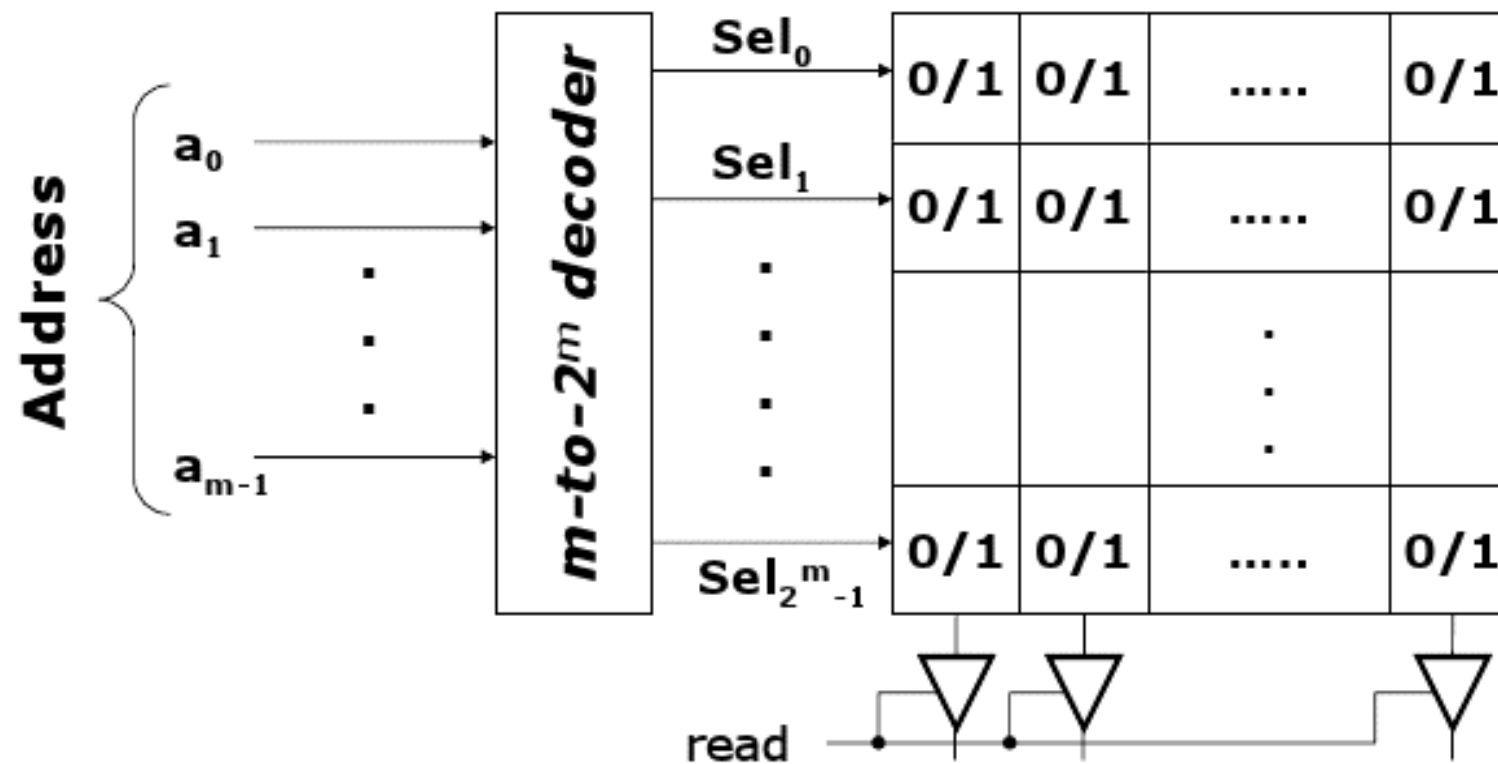 Address
a₀
a₁
.
.
.
aₘ₋₁
m-to-2ᵐ decoder
Sel₀
Sel₁
.
.
.
.
Sel₂ᵐ₋₁
0/1 0/1 ..... 0/1
0/1 0/1 ..... 0/1
.
.
.
0/1 0/1 ..... 0/1
read